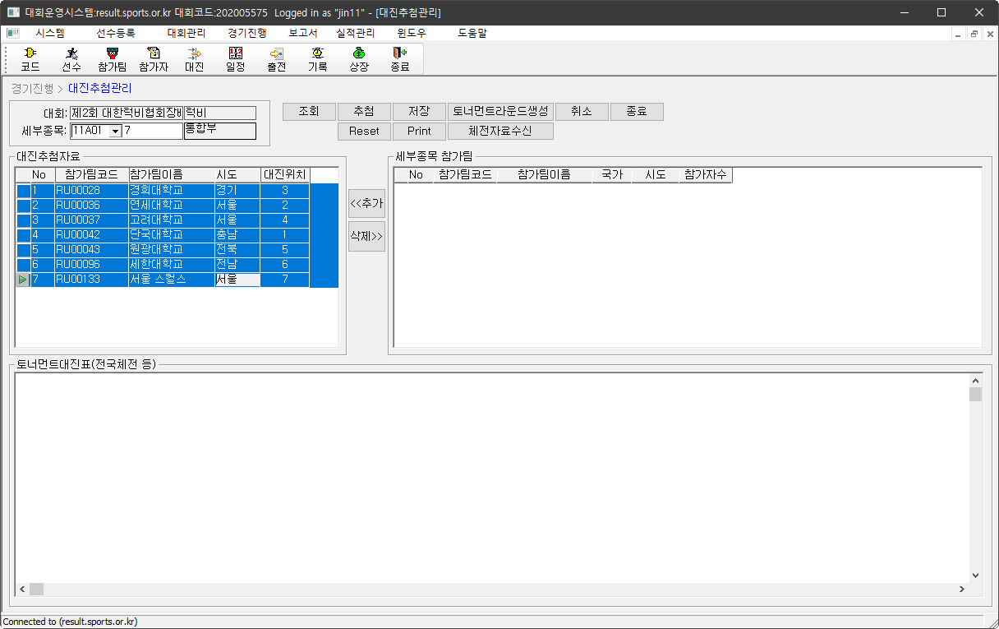 대회운영시스템:result.sports.or.kr 대회코드:202005575 Logged in as "jin11" - [대진추첨관리]
시스템 선수등록 대회관리 경기진행 보고서 실적관리 윈도우 도움말
코드 선수 참가팀 참가자 대진 일정 출전 기록 상장 종료
경기진행 > 대진추첨관리
대회: 제2회 대한럭비협회장배 럭비
세부종목: 11A01 7 통합부
조회 추첨 저장 토너먼트라운드생성 취소 종료
Reset Print 체전자료수신
대진추첨자료
No 참가팀코드 참가팀이름 시도 대진위치
1 RU00028 경희대학교 경기 3
2 RU00036 연세대학교 서울 2
3 RU00037 고려대학교 서울 4
4 RU00042 단국대학교 충남 1
5 RU00043 원광대학교 전북 5
6 RU00096 세한대학교 전남 6
7 RU00133 서울 스컬스 서울 7
<<추가
삭제>>
세부종목 참가팀
No 참가팀코드 참가팀이름 국가 시도 참가자수
토너먼트대진표(전국체전 등)
Connected to (result.sports.or.kr)